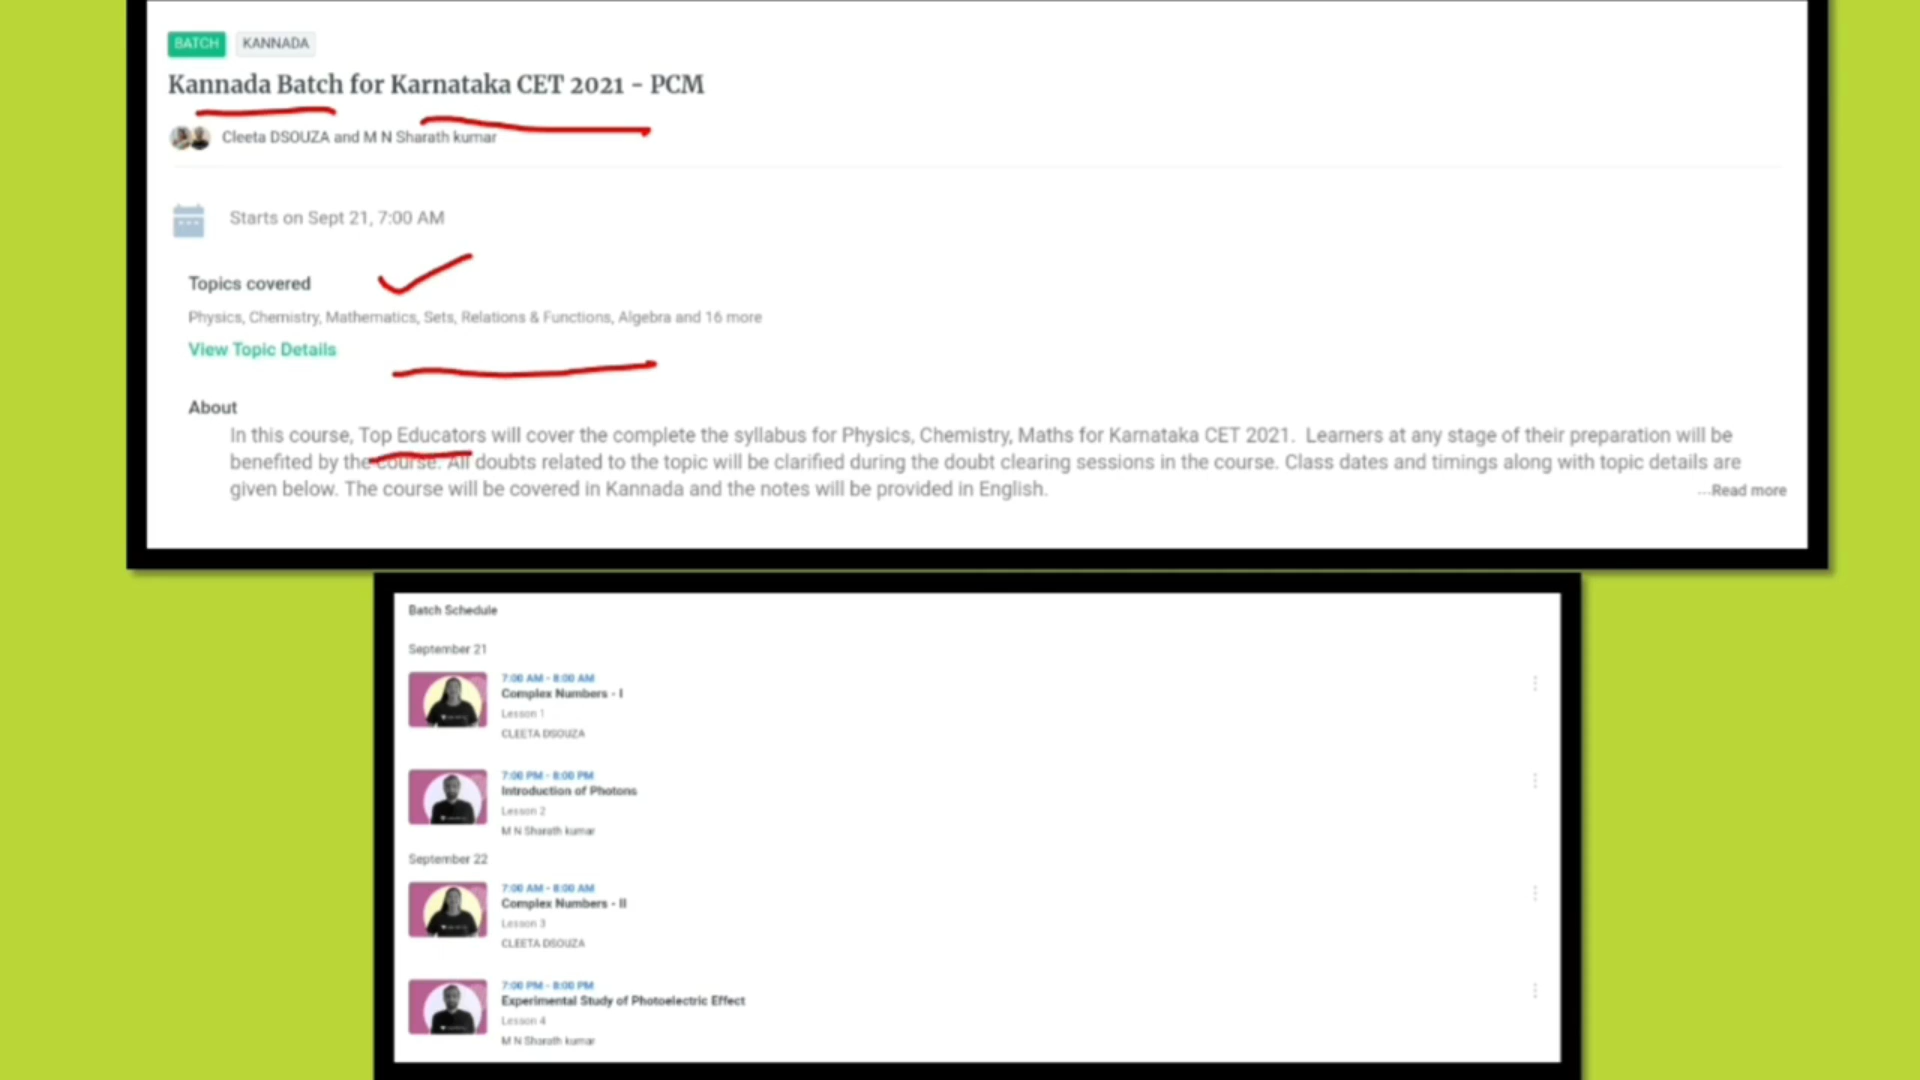 BATCH KANNADA
Kannada Batch for Karnataka CET 2021 - PCM
Cleeta DSOUZA and M N Sharath kumar
Starts on Sept 21, 7:00 AM
Topics covered
Physics, Chemistry, Mathematics, Sets, Relations & Functions, Algebra and 16 more
View Topic Details
About
In this course, Top Educators will cover the complete the syllabus for Physics, Chemistry, Maths for Karnataka CET 2021. Learners at any stage of their preparation will be
benefited by the course. All doubts related to the topic will be clarified during the doubt clearing sessions in the course. Class dates and timings along with topic details are
given below. The course will be covered in Kannada and the notes will be provided in English.
...Read more
Batch Schedule
September 21
7:00 AM - 8:00 AM
Complex Numbers - I
Lesson 1
CLEETA DSOUZA
7:00 PM - 8:00 PM
Introduction of Photons
Lesson 2
M N Sharath kumar
September 22
7:00 AM - 8:00 AM
Complex Numbers - II
Lesson 3
CLEETA DSOUZA
7:00 PM - 8:00 PM
Experimental Study of Photoelectric Effect
Lesson 4
M N Sharath kumar